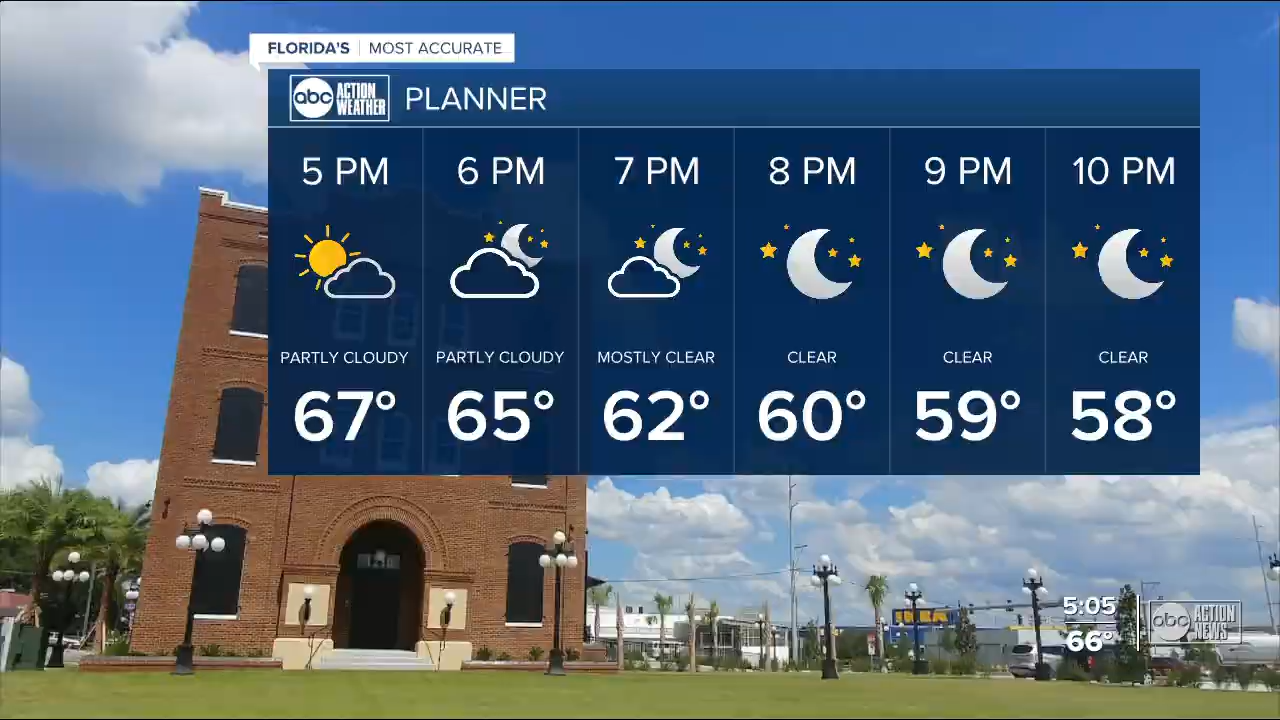 FLORIDA'S MOST ACCURATE
abc ACTION WEATHER PLANNER
5 PM 6 PM 7 PM 8 PM 9 PM 10 PM
PARTLY CLOUDY PARTLY CLOUDY MOSTLY CLEAR CLEAR CLEAR CLEAR
67° 65° 62° 60° 59° 58°
IKEA
5:05
66°
abc ACTION NEWS